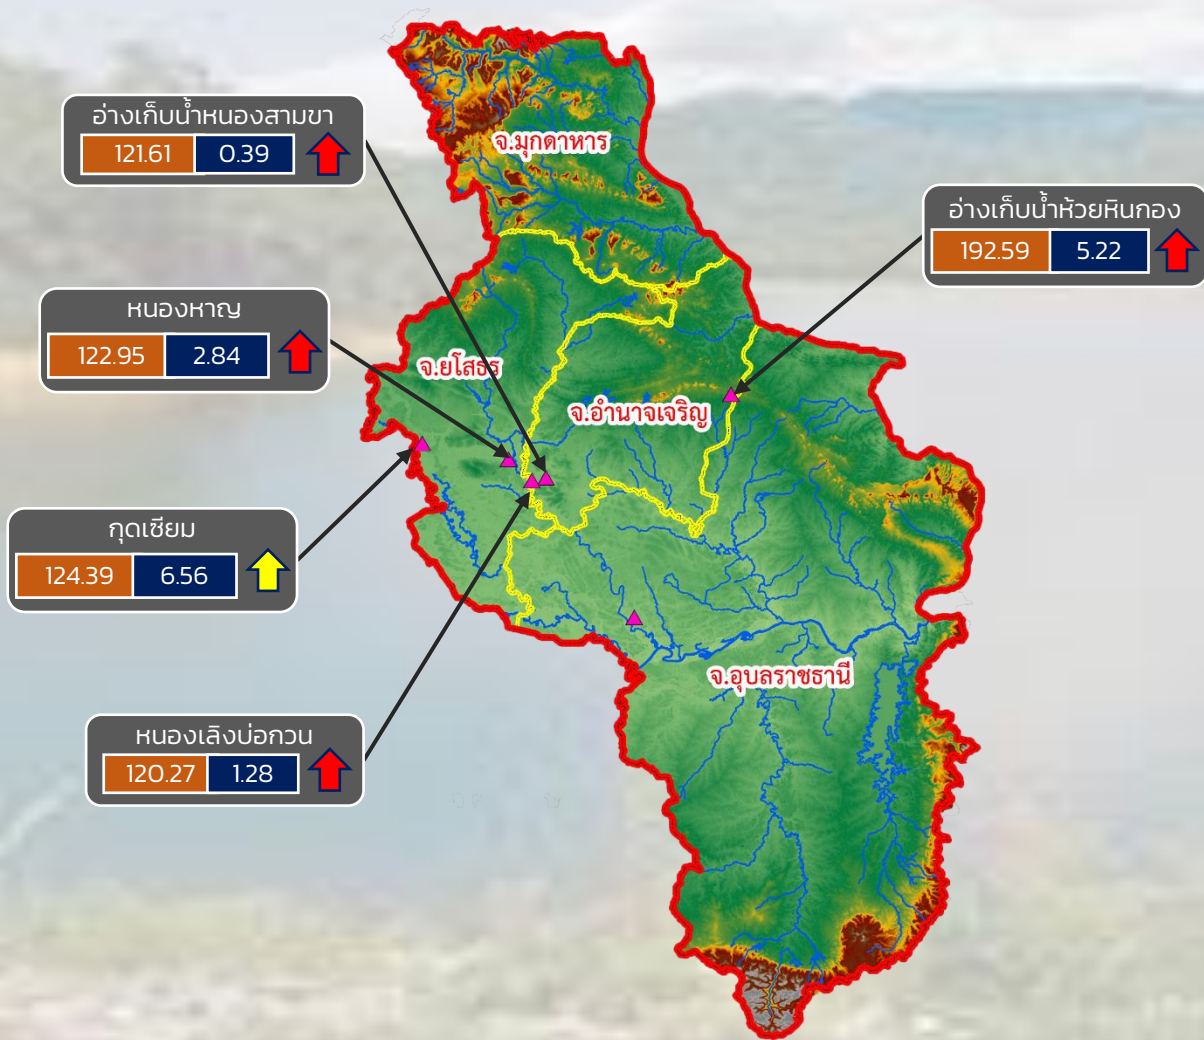 อ่างเก็บน้ำหนองสามขา
121.61 0.39
จ.มุกดาหาร
อ่างเก็บน้ำห้วยหินกอง
192.59 5.22
หนองหาญ
122.95 2.84
จ.ยโสธร
จ.อำนาจเจริญ
กุดเซียม
124.39 6.56
จ.อุบลราชธานี
หนองเลิงบ่อกวน
120.27 1.28